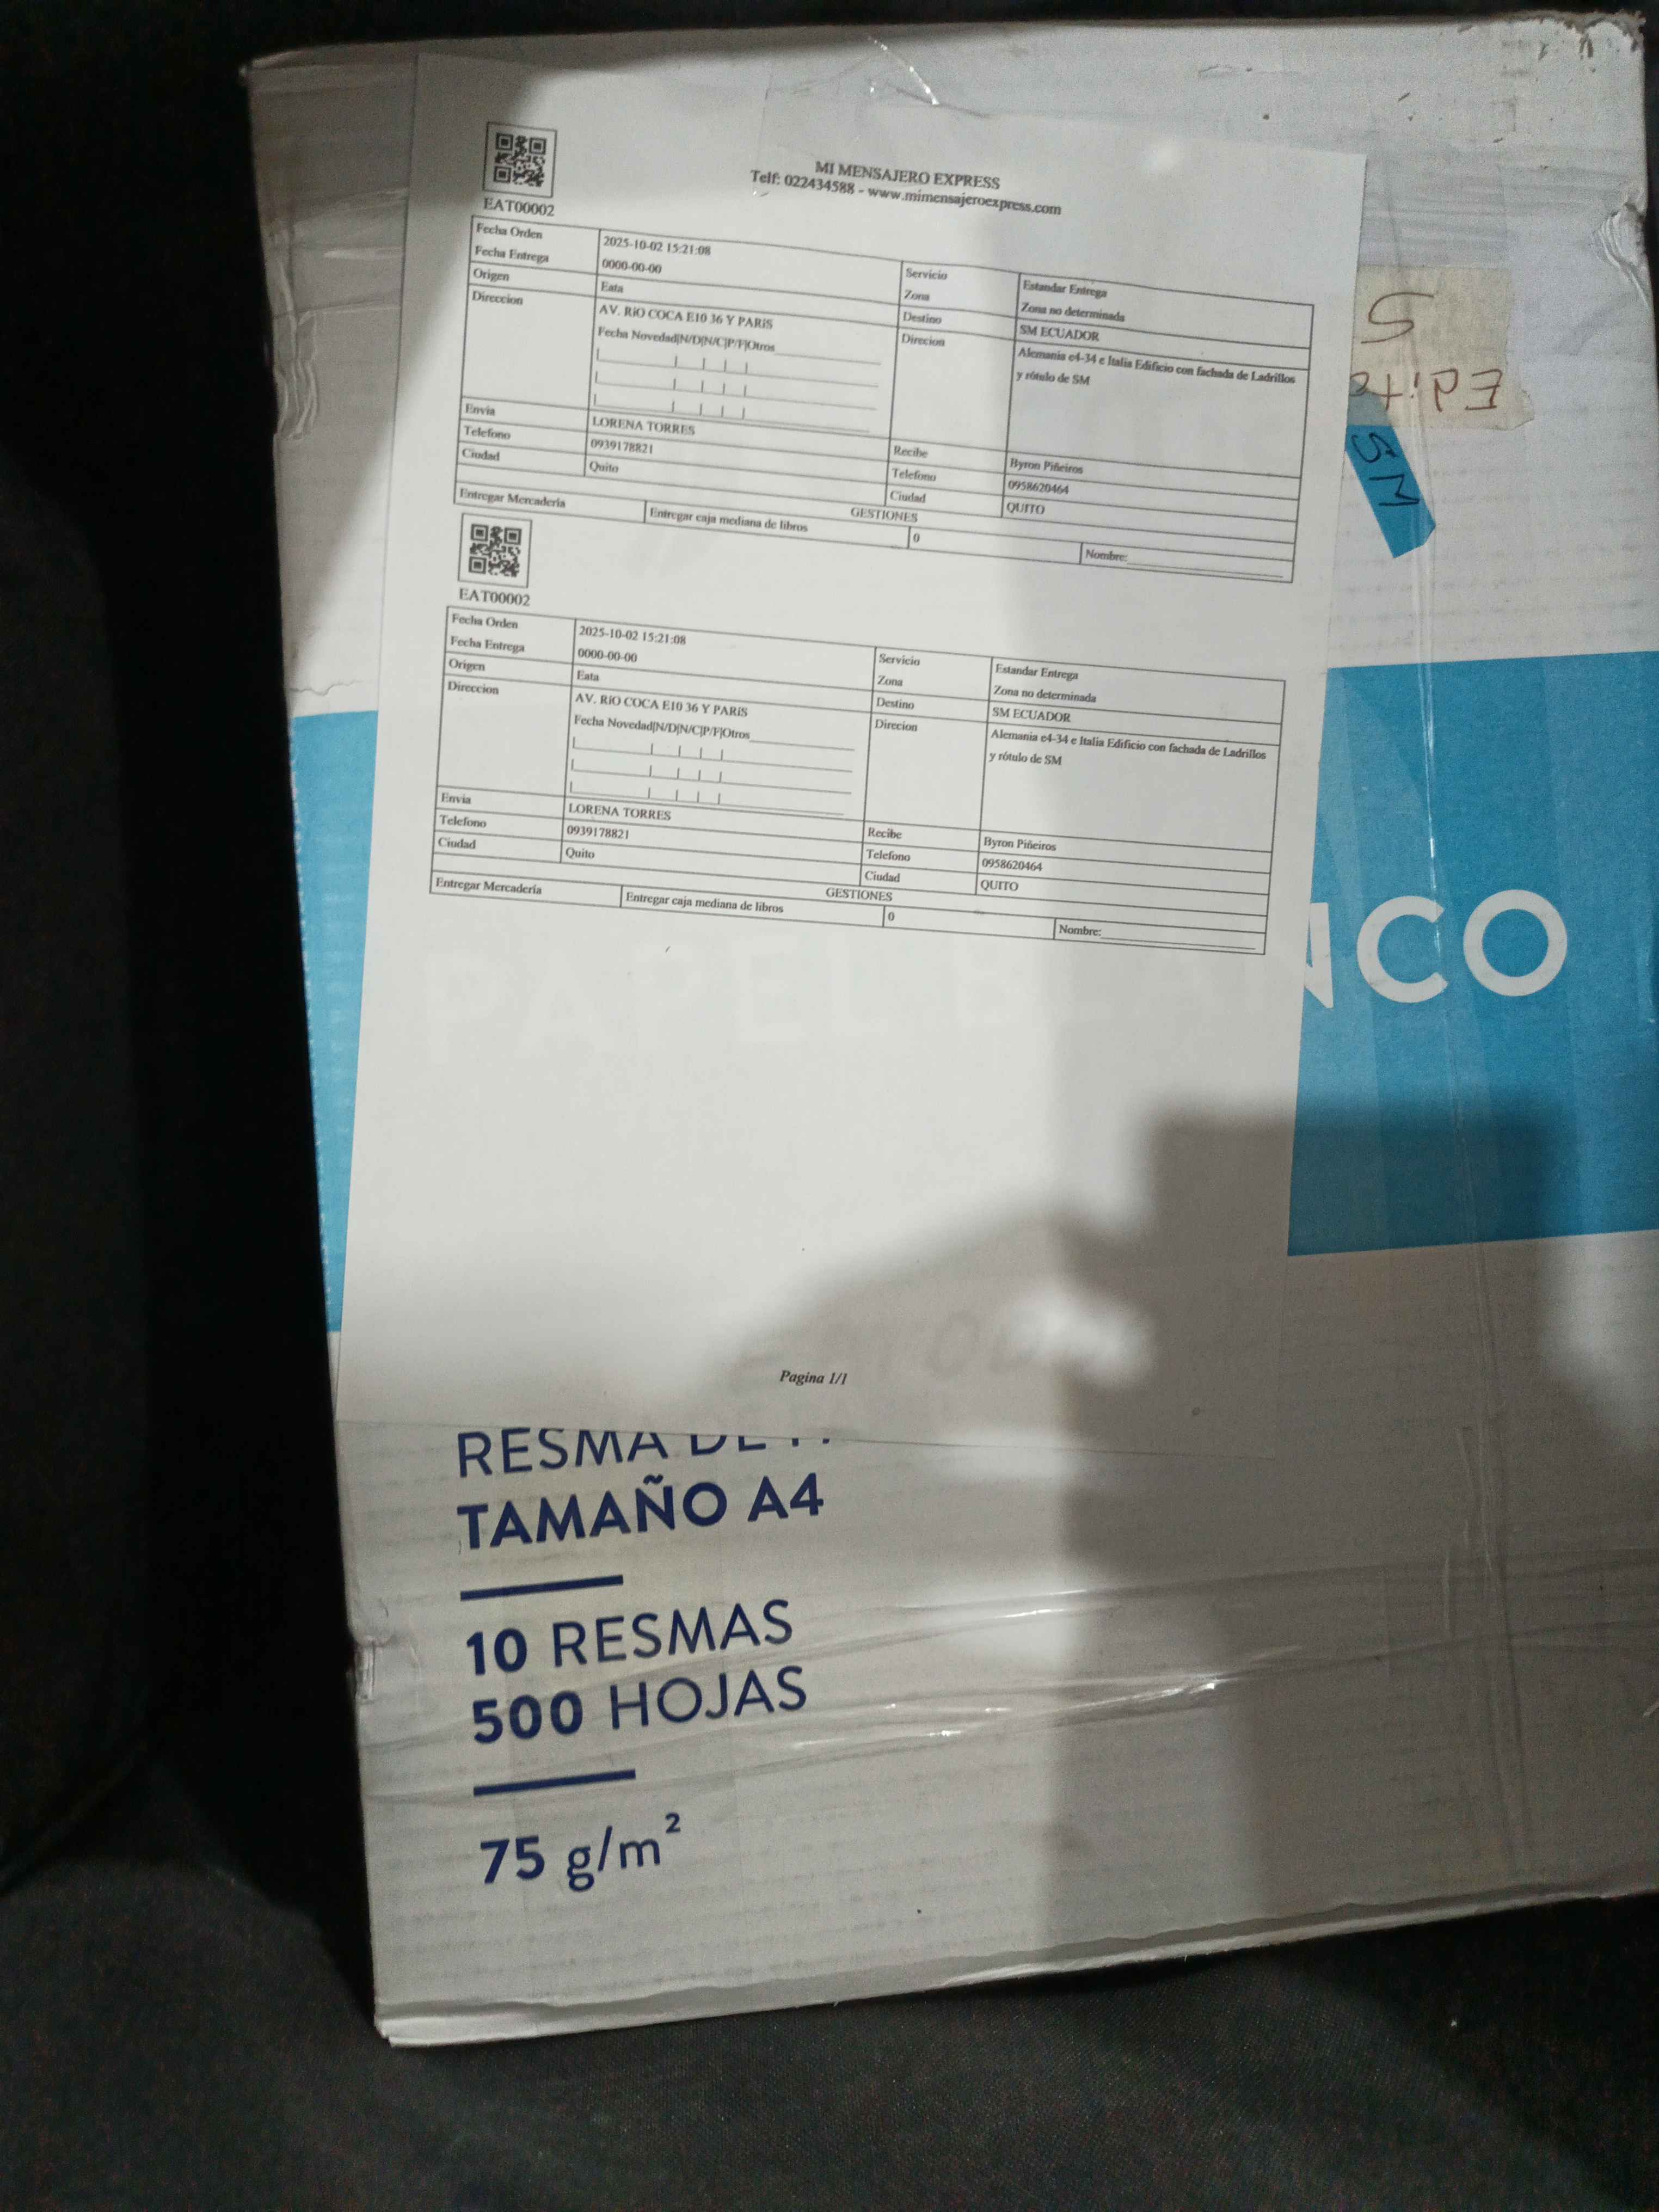 MI MENSAJERO EXPRESS
Telf: 022434588 - www.mimensajeroexpress.com
EAT00002
Fecha Orden 2025-10-02 15:21:08 Servicio Estandar Entrega
Fecha Entrega 0000-00-00 Zona Zona no determinada
Origen Eata Destino SM ECUADOR
Direccion AV. RíO COCA E10 36 Y PARíS Direcion Alemania e4-34 e Italia Edificio con fachada de Ladrillos
y rótulo de SM
Fecha Novedad|N/D|N/C|P/F|Otros
Envia LORENA TORRES Recibe Byron Piñeiros
Telefono 0939178821 Telefono 0958620464
Ciudad Quito Ciudad QUITO
GESTIONES
Entregar Mercadería Entregar caja mediana de libros 0 Nombre:
EAT00002
Fecha Orden 2025-10-02 15:21:08 Servicio Estandar Entrega
Fecha Entrega 0000-00-00 Zona Zona no determinada
Origen Eata Destino SM ECUADOR
Direccion AV. RíO COCA E10 36 Y PARíS Direcion Alemania e4-34 e Italia Edificio con fachada de Ladrillos
y rótulo de SM
Fecha Novedad|N/D|N/C|P/F|Otros
Envia LORENA TORRES Recibe Byron Piñeiros
Telefono 0939178821 Telefono 0958620464
Ciudad Quito Ciudad QUITO
GESTIONES
Entregar Mercadería Entregar caja mediana de libros 0 Nombre:
Pagina 1/1
SM
PAPEL BLANCO
RESMA DE
TAMAÑO A4
10 RESMAS
500 HOJAS
75 g/m²